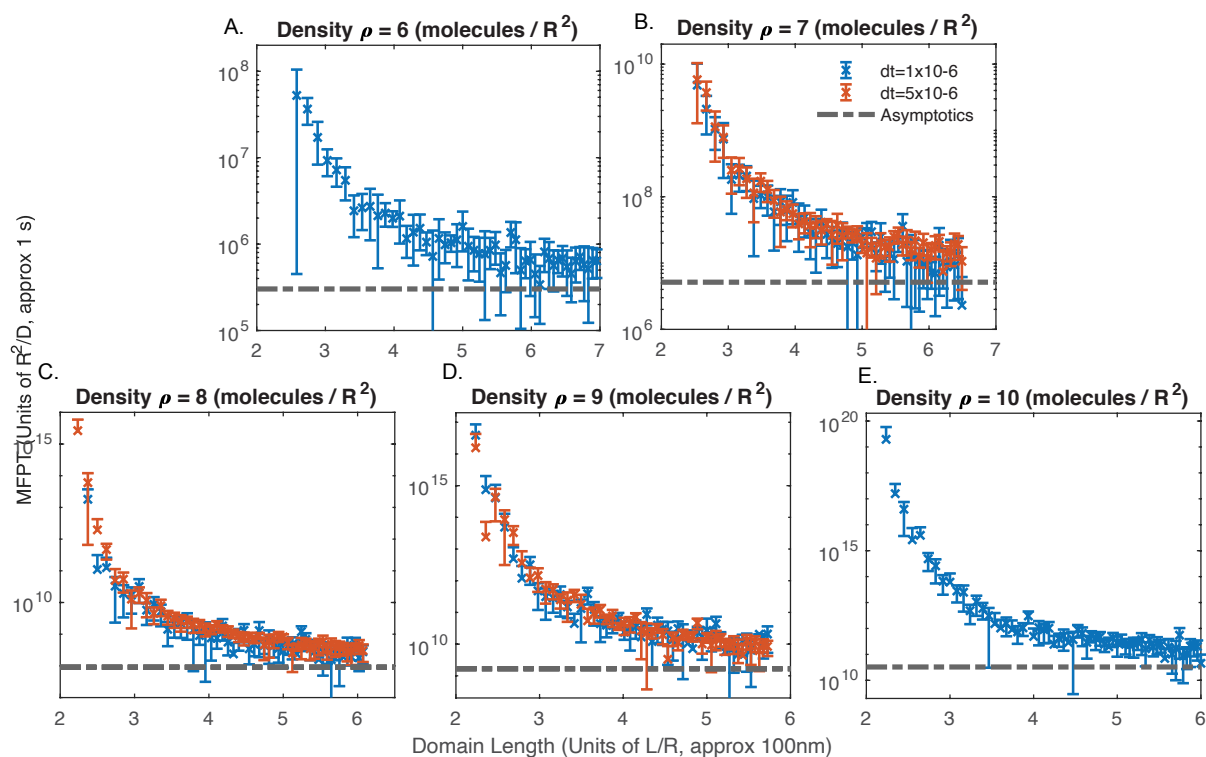 A.
Density ρ = 6 (molecules / R²)
10⁸
10⁷
10⁶
10⁵
2 3 4 5 6 7
B.
Density ρ = 7 (molecules / R²)
10¹⁰
10⁸
10⁶
2 3 4 5 6 7
dt=1x10-6
dt=5x10-6
Asymptotics
MFPT (Units of R²/D, approx 1 s)
C.
Density ρ = 8 (molecules / R²)
10¹⁵
10¹⁰
2 3 4 5 6
D.
Density ρ = 9 (molecules / R²)
10¹⁵
10¹⁰
2 3 4 5 6
E.
Density ρ = 10 (molecules / R²)
10²⁰
10¹⁵
10¹⁰
2 3 4 5 6
Domain Length (Units of L/R, approx 100nm)